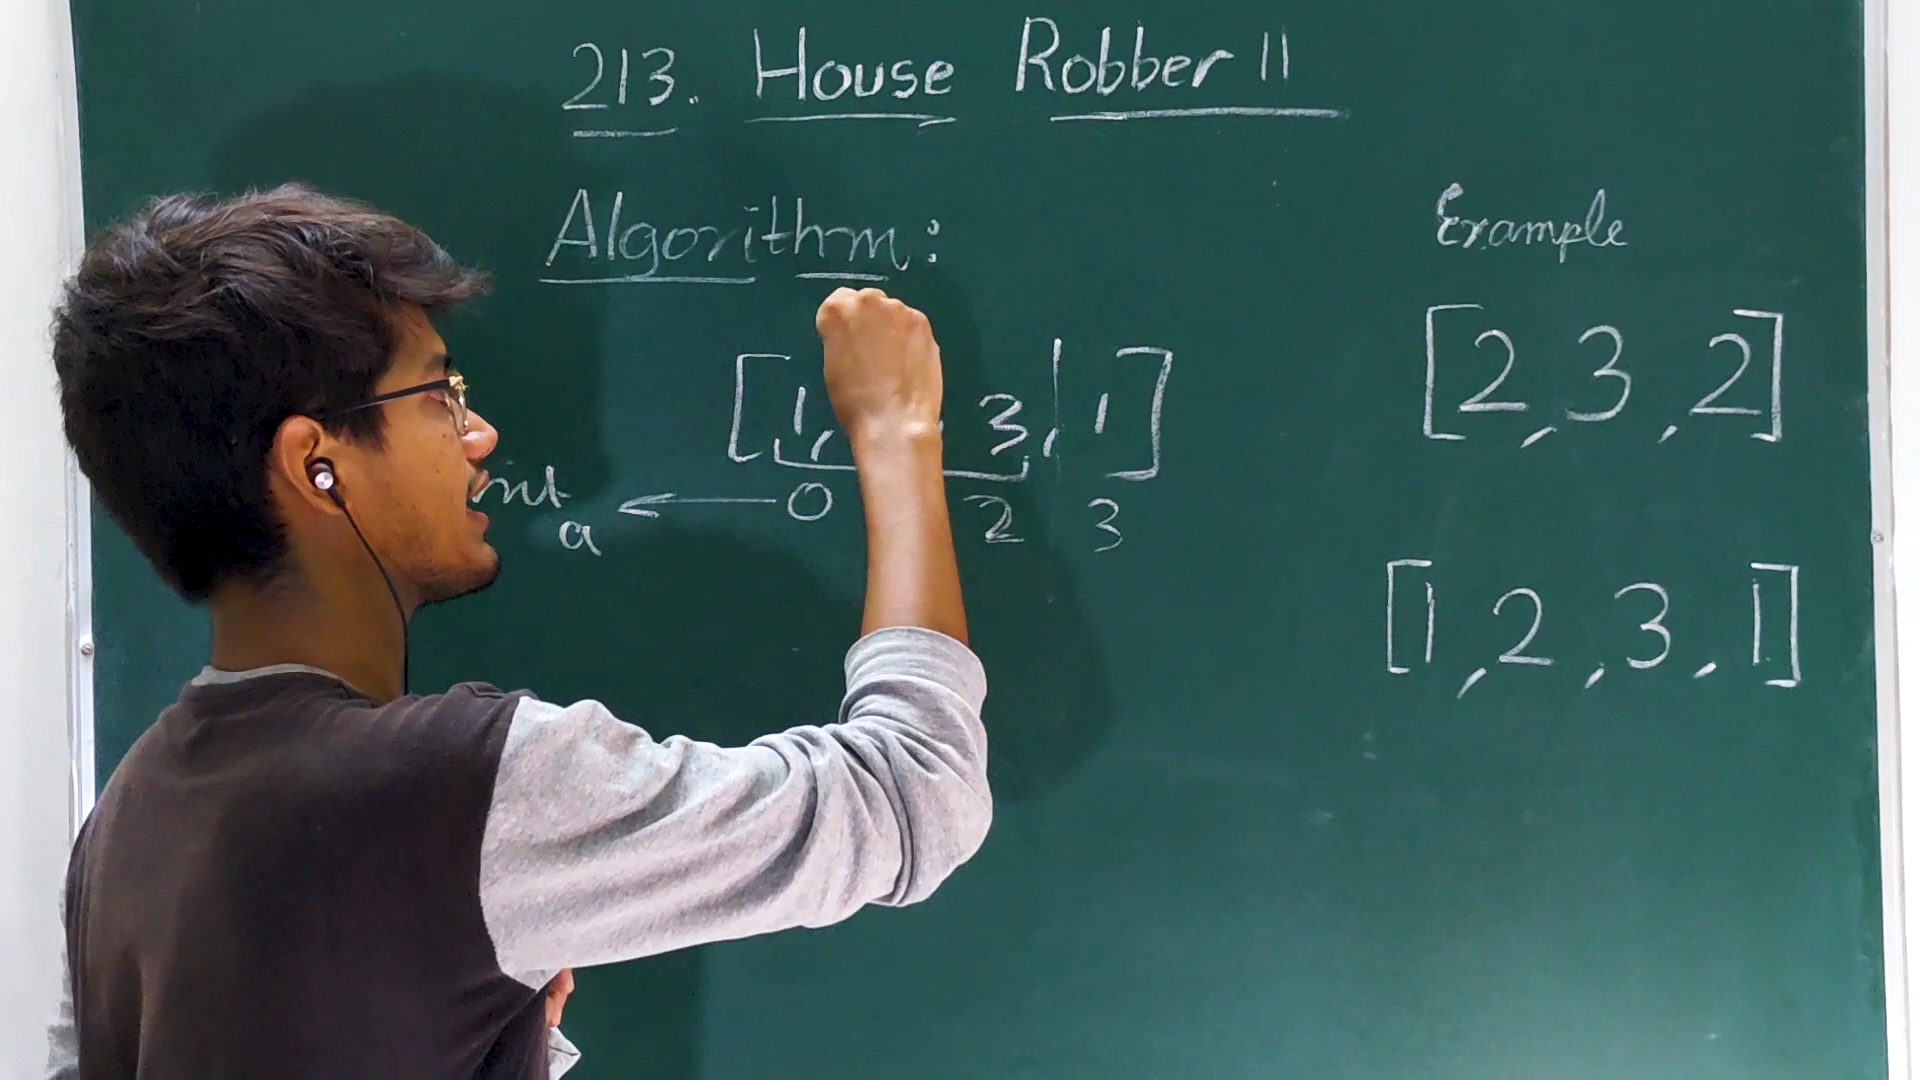 213. House Robber II
Algorithm:
[1, , 3, 1]
0 2 3
a
Example
[2, 3, 2]
[1, 2, 3, 1]